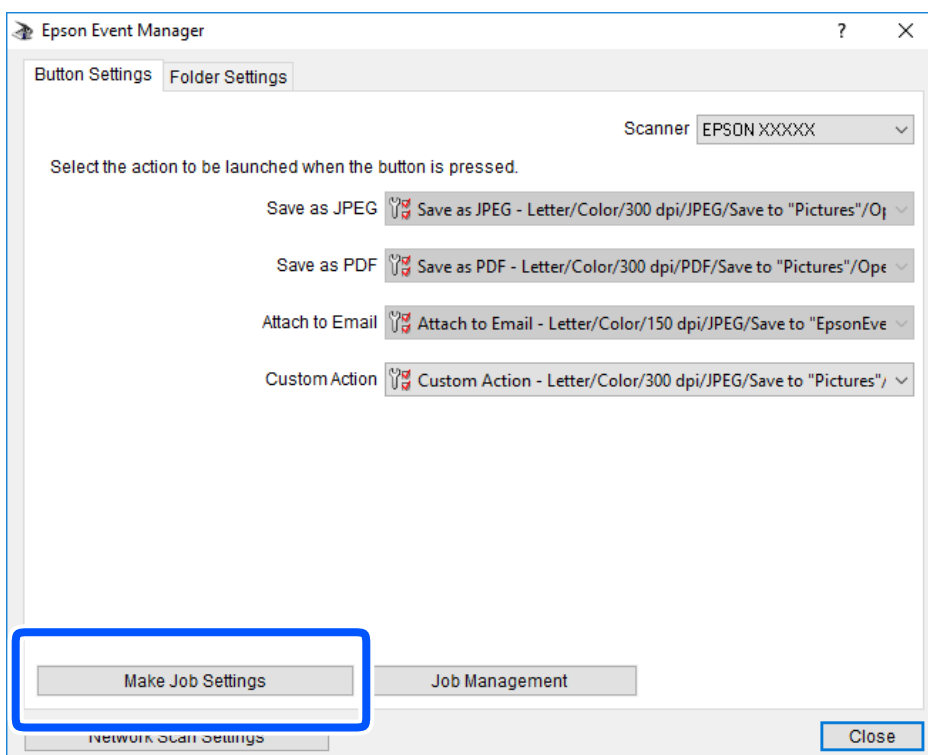 Epson Event Manager
Button Settings Folder Settings
Scanner EPSON XXXXX
Select the action to be launched when the button is pressed.
Save as JPEG Save as JPEG - Letter/Color/300 dpi/JPEG/Save to "Pictures"/Op
Save as PDF Save as PDF - Letter/Color/300 dpi/PDF/Save to "Pictures"/Ope
Attach to Email Attach to Email - Letter/Color/150 dpi/JPEG/Save to "EpsonEve
Custom Action Custom Action - Letter/Color/300 dpi/JPEG/Save to "Pictures"/
Make Job Settings Job Management
Network Scan Settings Close